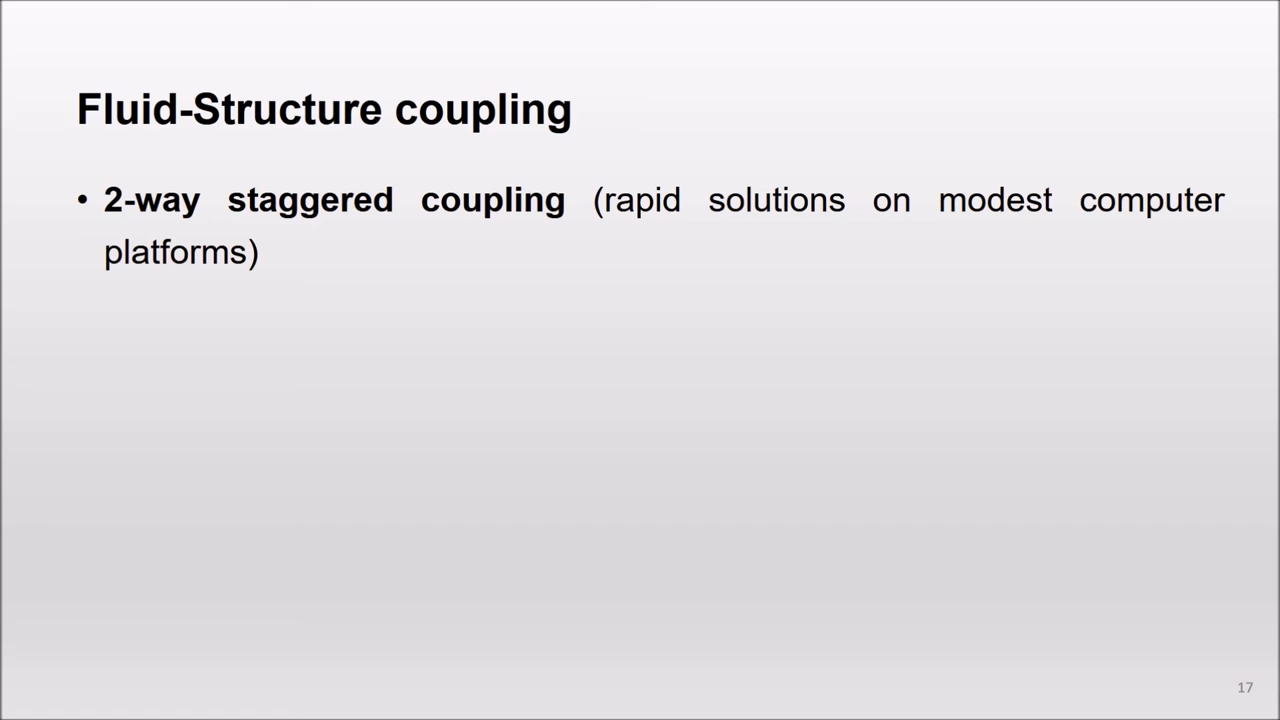 Fluid-Structure coupling
• 2-way staggered coupling (rapid solutions on modest computer
platforms)
17